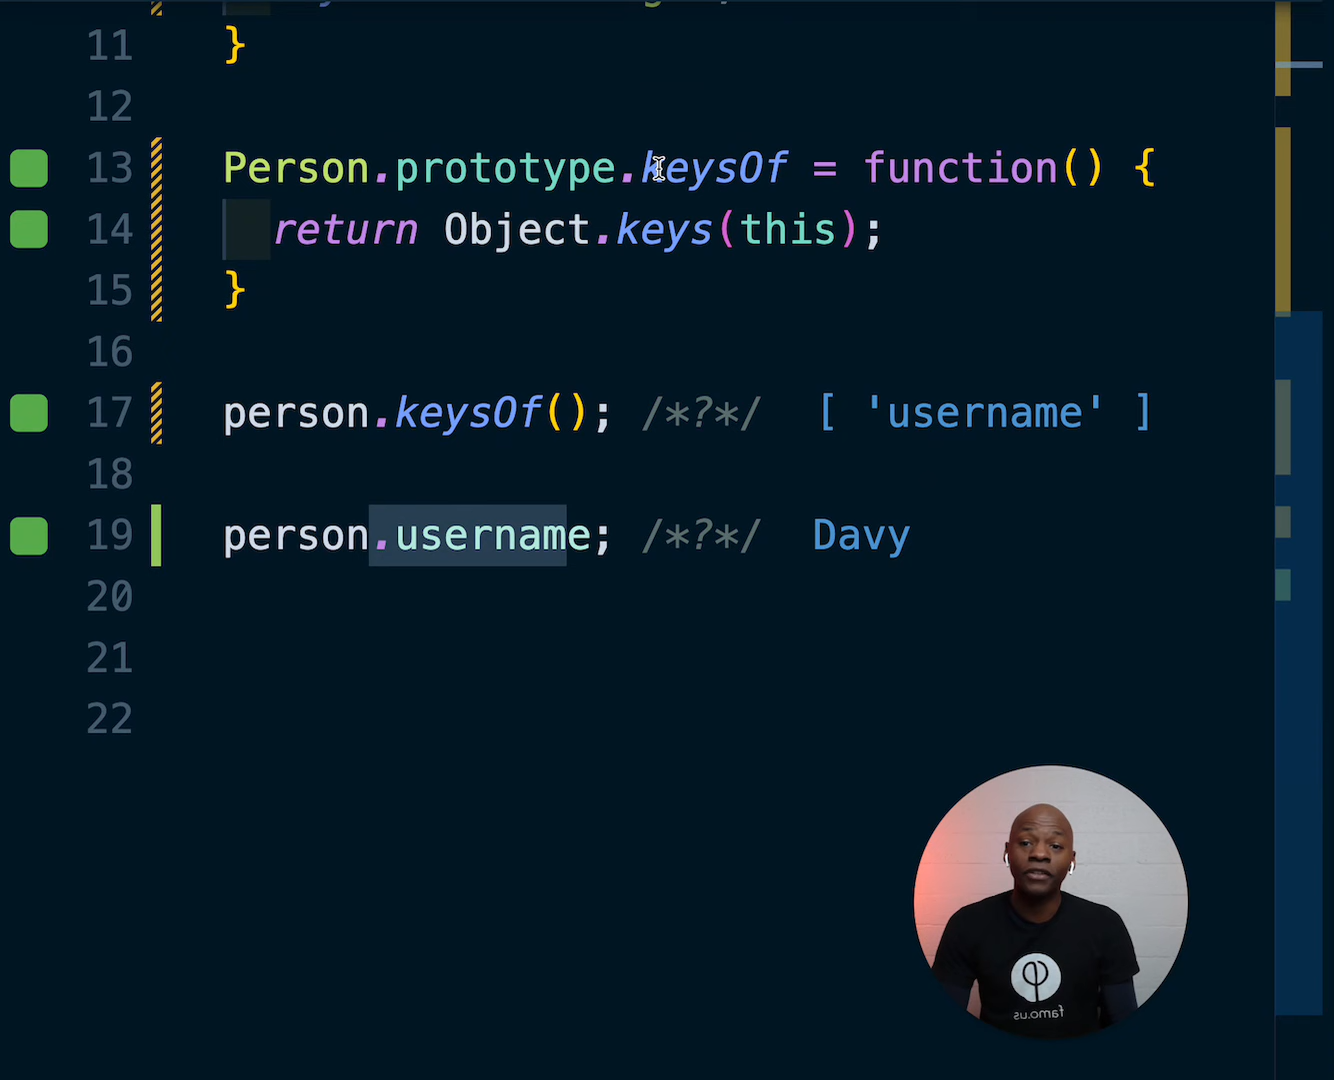 11 }
12
13 Person.prototype.keysOf = function() {
14 return Object.keys(this);
15 }
16
17 person.keysOf(); /*?*/ [ 'username' ]
18
19 person.username; /*?*/ Davy
20
21
22
famo.us